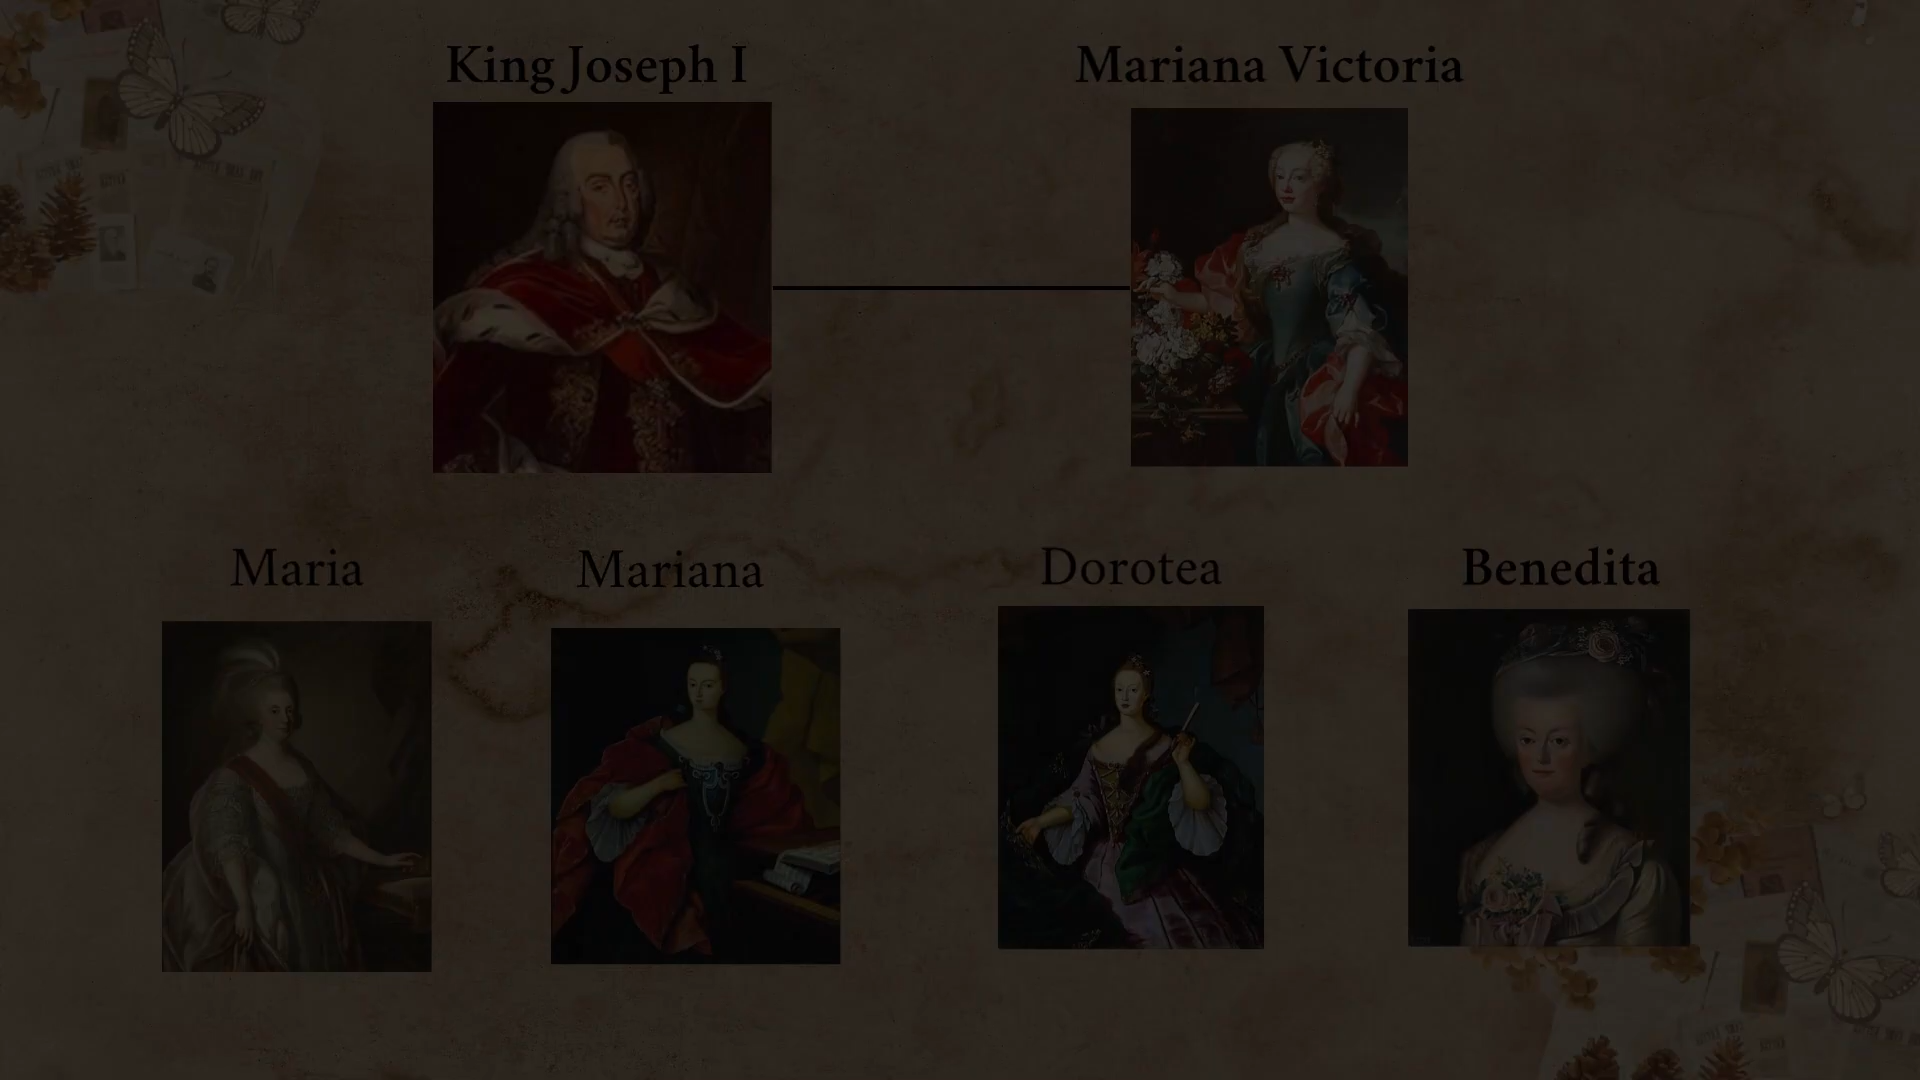 King Joseph I
Mariana Victoria
Maria
Mariana
Dorotea
Benedita